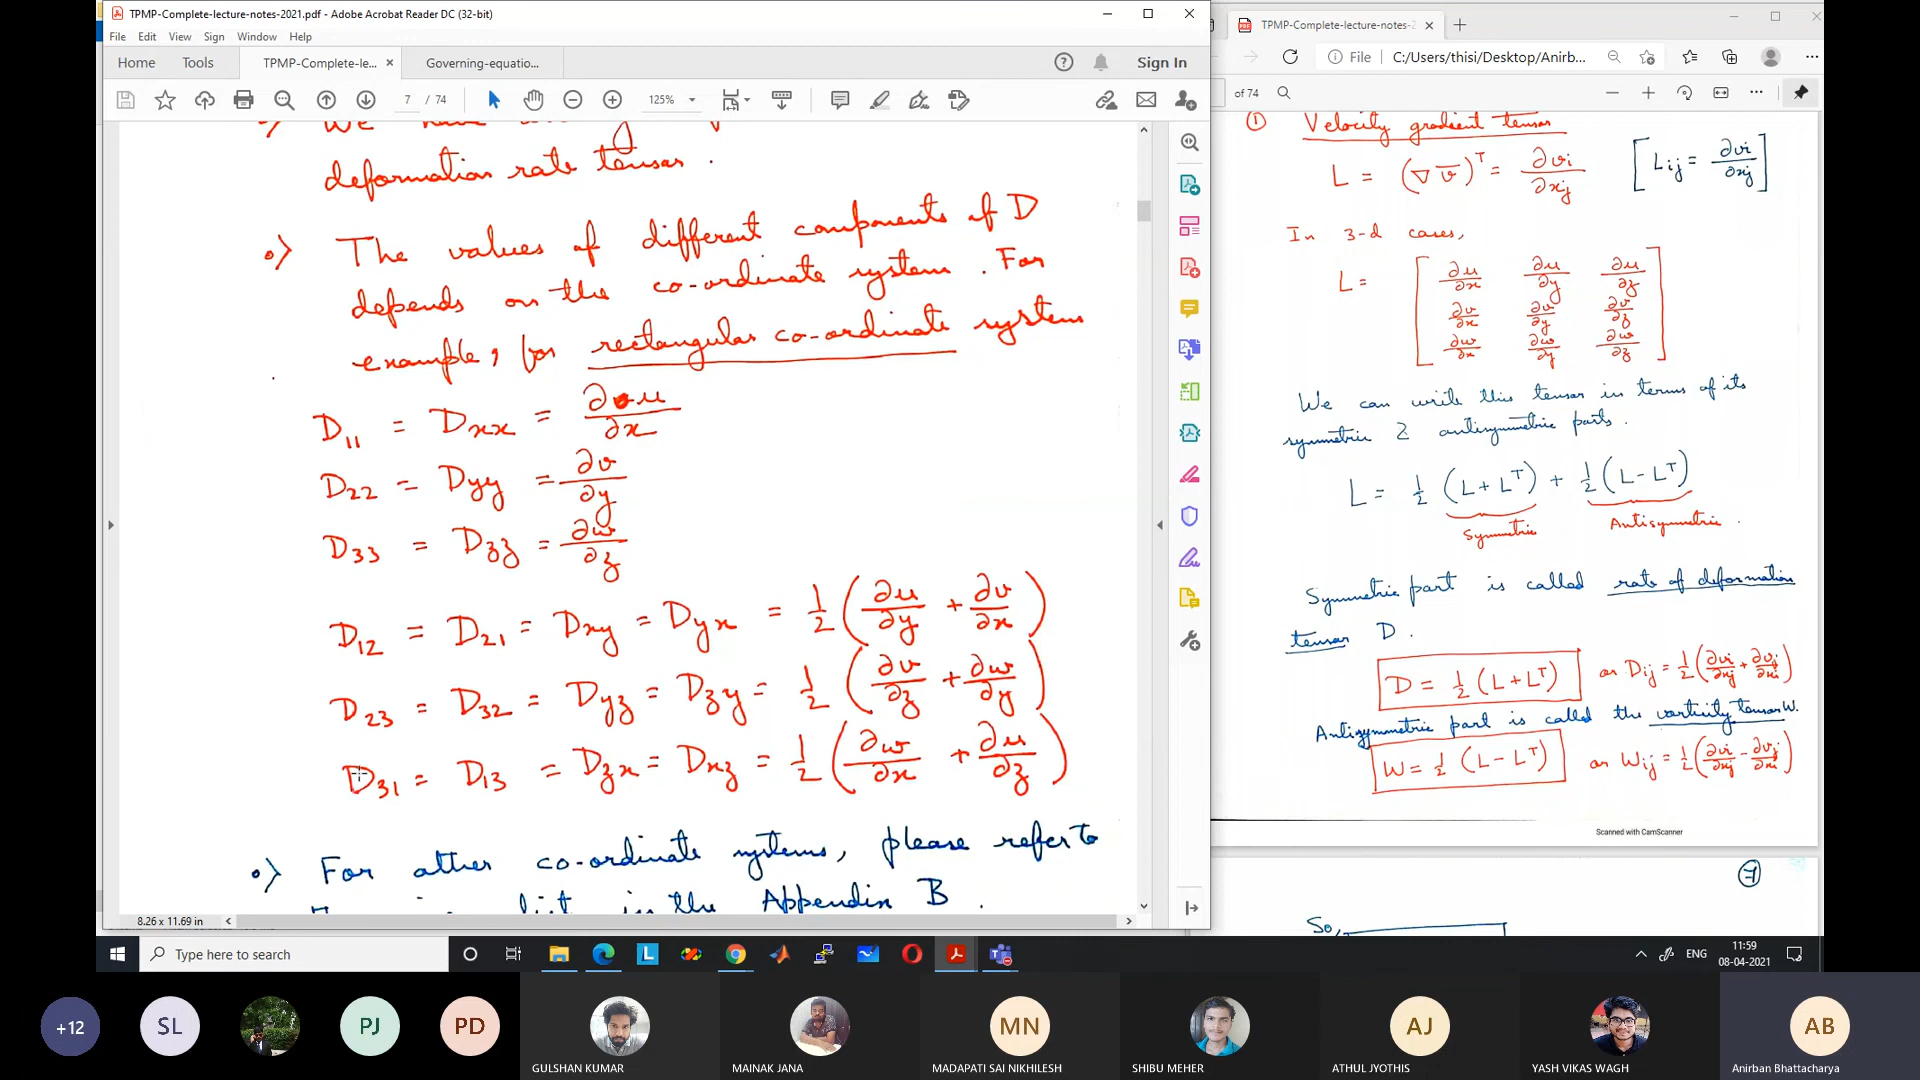 TPMP-Complete-lecture-notes-2021.pdf - Adobe Acrobat Reader DC (32-bit)
File Edit View Sign Window Help
Home Tools TPMP-Complete-le... × Governing-equatio... Sign In
7 / 74 125%
deformation rate tensor .
o) The values of different components of D
depends on the co-ordinate system . For
example, for rectangular co-ordinate system
D11 = Dxx = ∂u/∂x
D22 = Dyy = ∂v/∂y
D33 = Dzz = ∂w/∂z
D12 = D21 = Dxy = Dyx = 1/2 (∂u/∂y + ∂v/∂x)
D23 = D32 = Dyz = Dzy = 1/2 (∂v/∂z + ∂w/∂y)
D31 = D13 = Dzx = Dxz = 1/2 (∂w/∂x + ∂u/∂z)
o) For other co-ordinate systems, please refer to
list in the Appendix B .
8.26 x 11.69 in
TPMP-Complete-lecture-notes-2 ×
File C:/Users/thisi/Desktop/Anirb...
of 74
① Velocity gradient tensor
L = (∇ v)^T = ∂vi/∂xj [Lij = ∂vi/∂xj]
In 3-d cases,
L = [ ∂u/∂x ∂u/∂y ∂u/∂z
∂v/∂x ∂v/∂y ∂v/∂z
∂w/∂x ∂w/∂y ∂w/∂z ]
We can write this tensor in terms of its
symmetric & antisymmetric parts .
L = 1/2 (L + L^T) + 1/2 (L - L^T)
Symmetric Antisymmetric .
Symmetric part is called rate of deformation
tensor D .
D = 1/2 (L + L^T) or Dij = 1/2 (∂vi/∂xj + ∂vj/∂xi)
Antisymmetric part is called the vorticity tensor W.
W = 1/2 (L - L^T) or Wij = 1/2 (∂vi/∂xj - ∂vj/∂xi)
Scanned with CamScanner
⑦
So,
Type here to search
ENG
11:59
08-04-2021
+12 SL PJ PD MN AJ AB
GULSHAN KUMAR MAINAK JANA MADAPATI SAI NIKHILESH SHIBU MEHER ATHUL JYOTHIS YASH VIKAS WAGH Anirban Bhattacharya